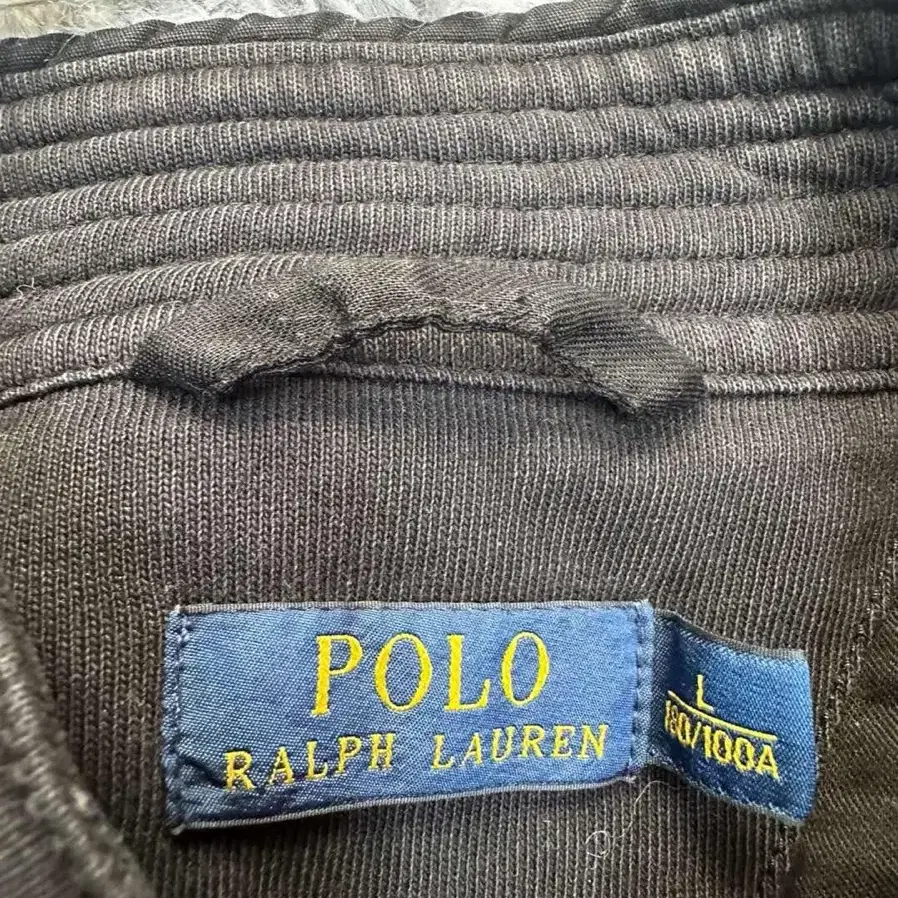 POLO
RALPH LAUREN
L
180/100A